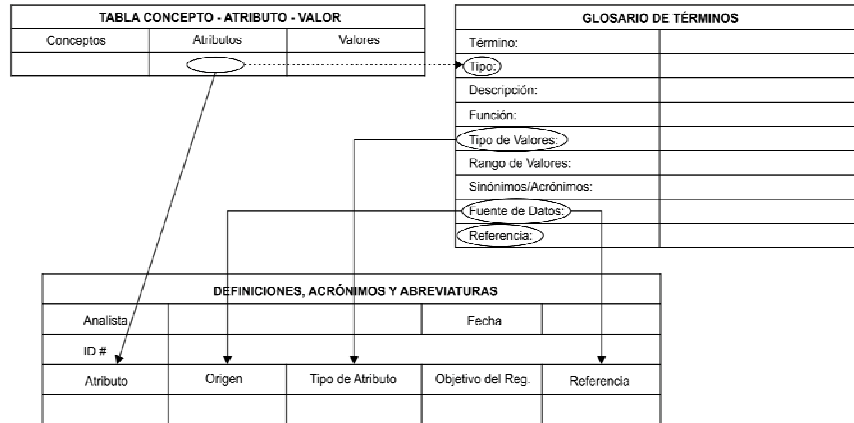 TABLA CONCEPTO - ATRIBUTO - VALOR
Conceptos Atributos Valores
GLOSARIO DE TÉRMINOS
Término:
Tipo:
Descripción:
Función:
Tipo de Valores:
Rango de Valores:
Sinónimos/Acrónimos:
Fuente de Datos:
Referencia:
DEFINICIONES, ACRÓNIMOS Y ABREVIATURAS
Analista Fecha
ID #
Atributo Origen Tipo de Atributo Objetivo del Reg. Referencia